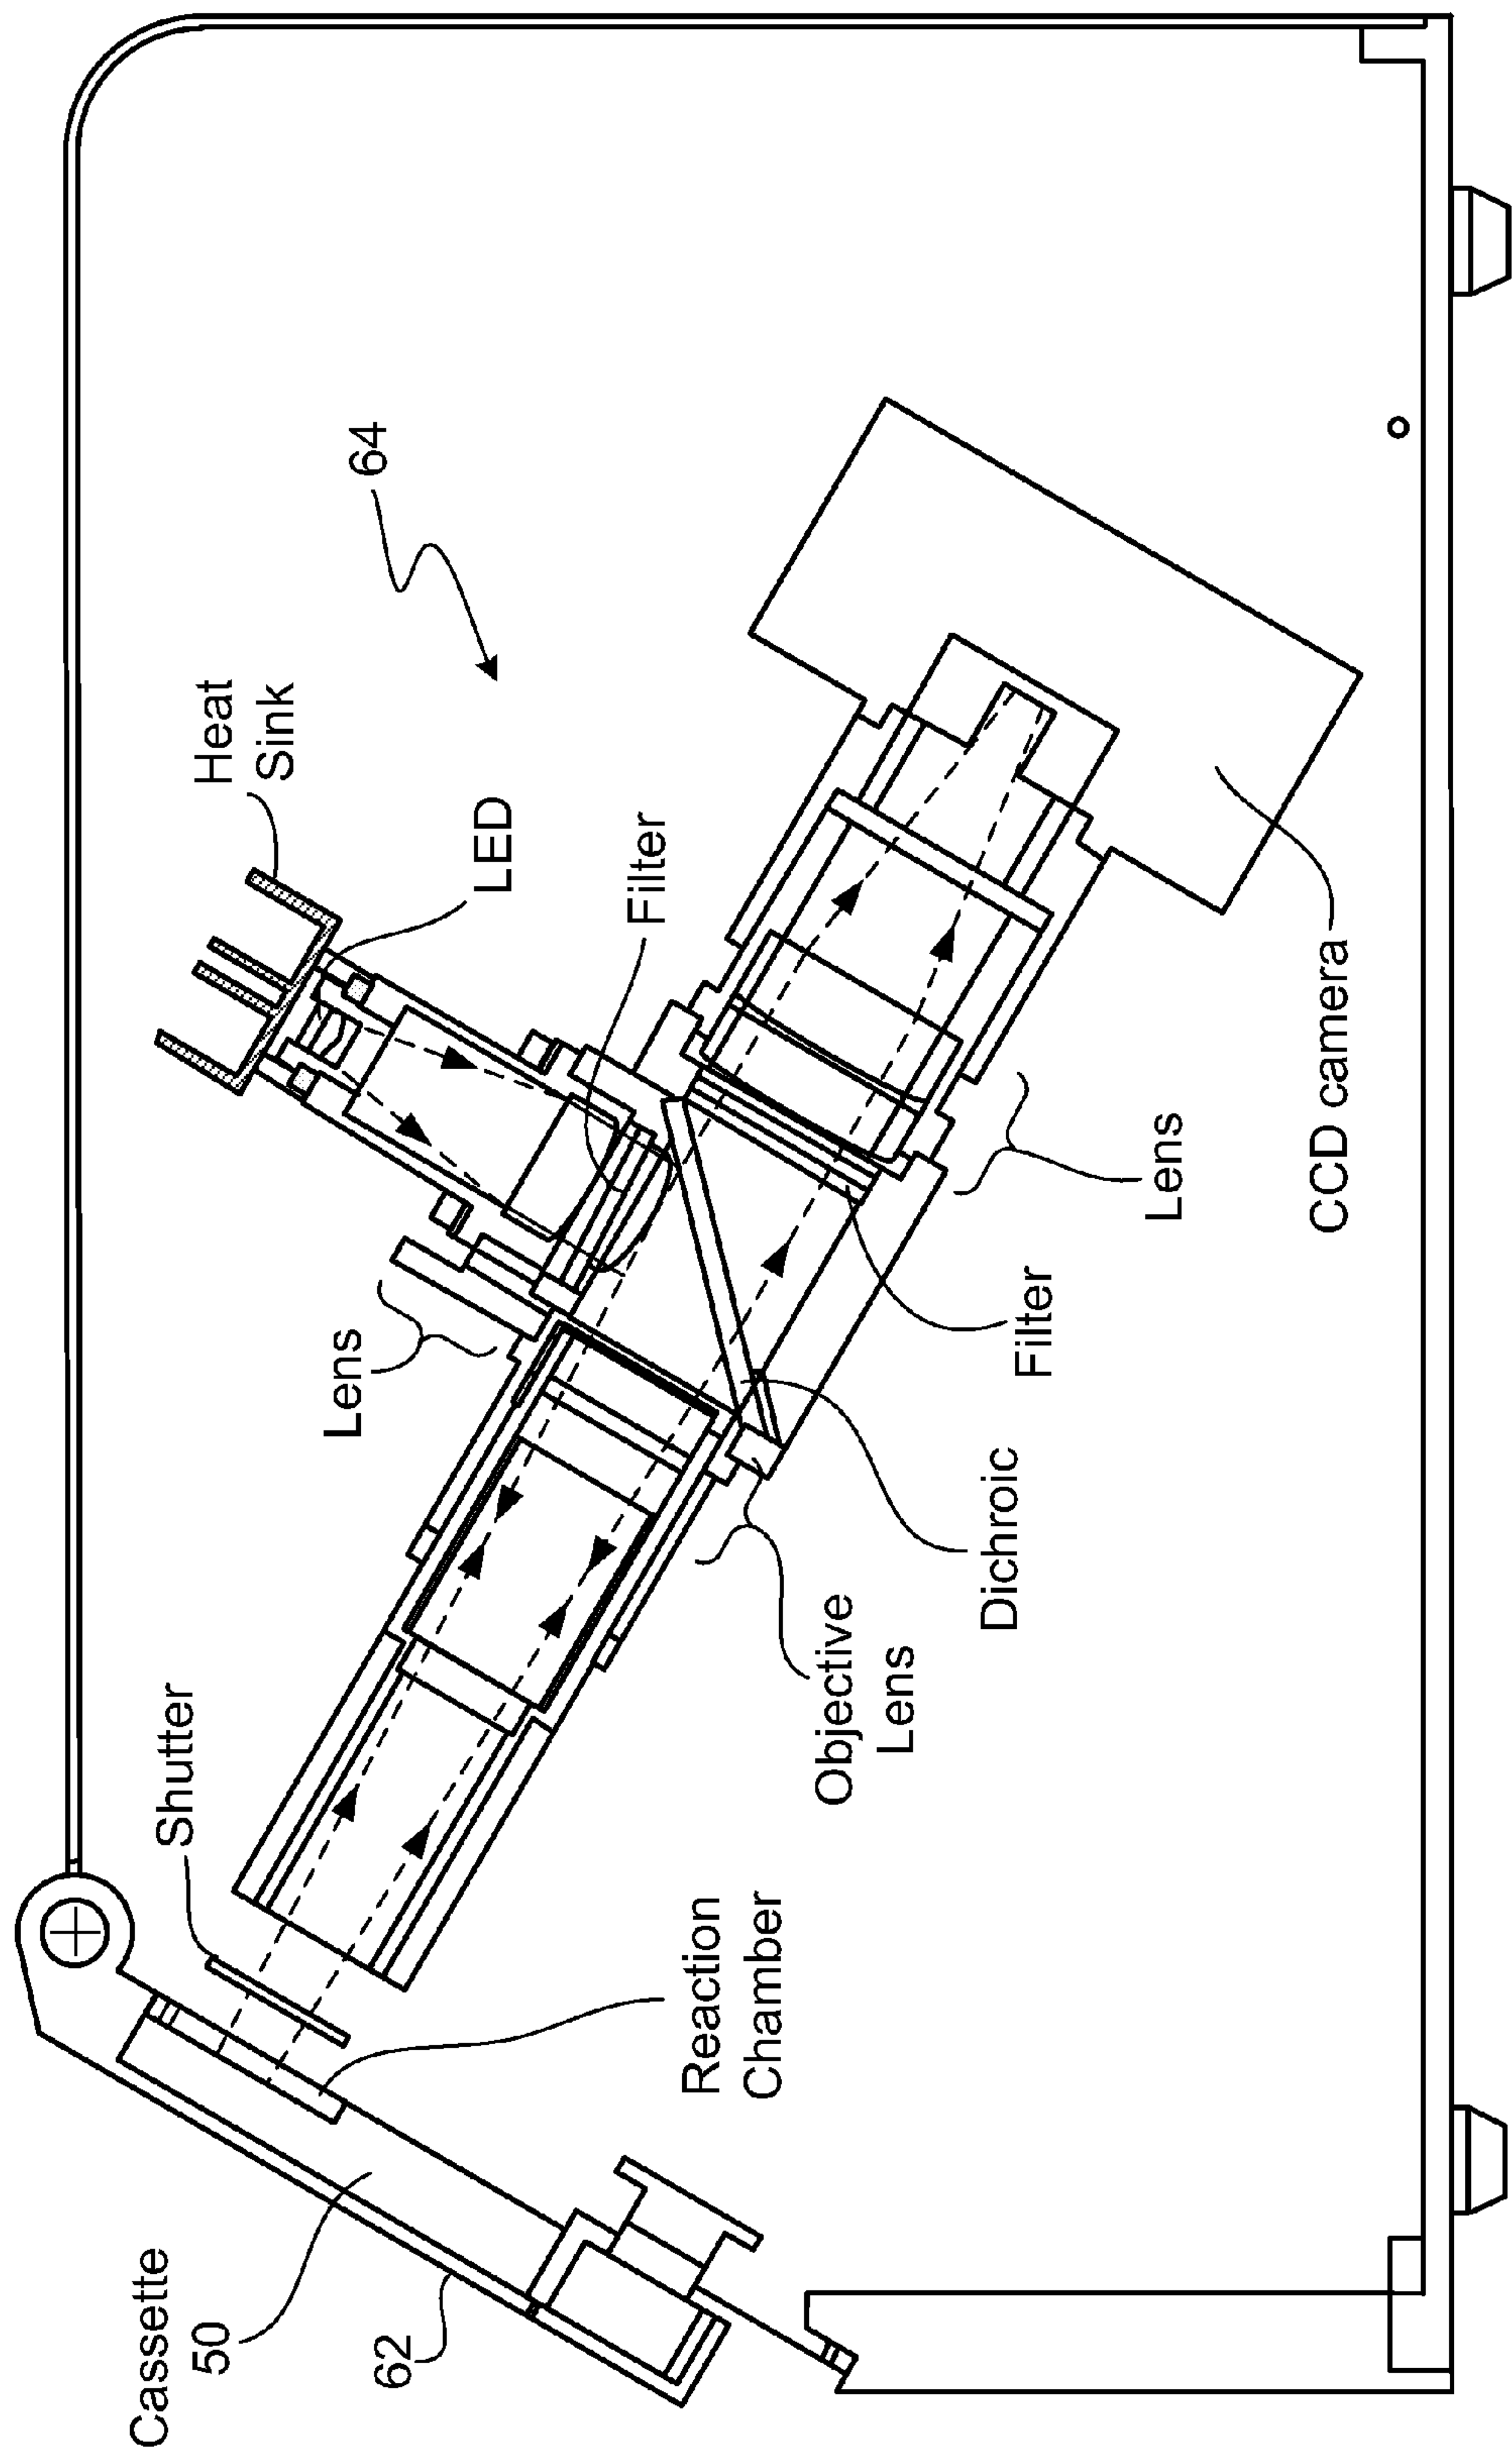 Cassette
50
62
Shutter
Reaction
Chamber
Objective
Lens
Dichroic
Lens
Filter
Filter
Lens
CCD camera
LED
Heat
Sink
64